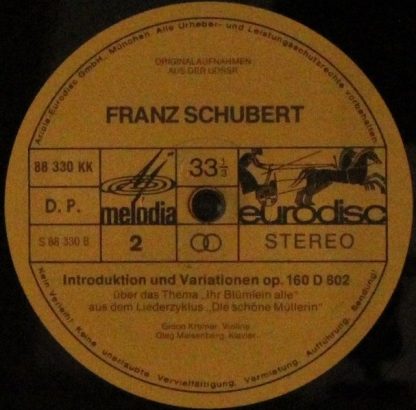 Ariola-Eurodisc GmbH, München. Alle Urheber- und Leistungsschutzrechte vorbehalten.
ORIGINALAUFNAHMEN
AUS DER UDSSR
FRANZ SCHUBERT
88 330 KK
melodia
33 1/3
eurodisc
D. P.
S 88 330 B
2
STEREO
Introduktion und Variationen op. 160 D 802
über das Thema „Ihr Blümlein alle"
aus dem Liederzyklus „Die schöne Müllerin"
Gidon Kremer, Violine
Oleg Maisenberg, Klavier
Kein Verleih! Keine unerlaubte Vervielfältigung, Vermietung, Aufführung, Sendung!